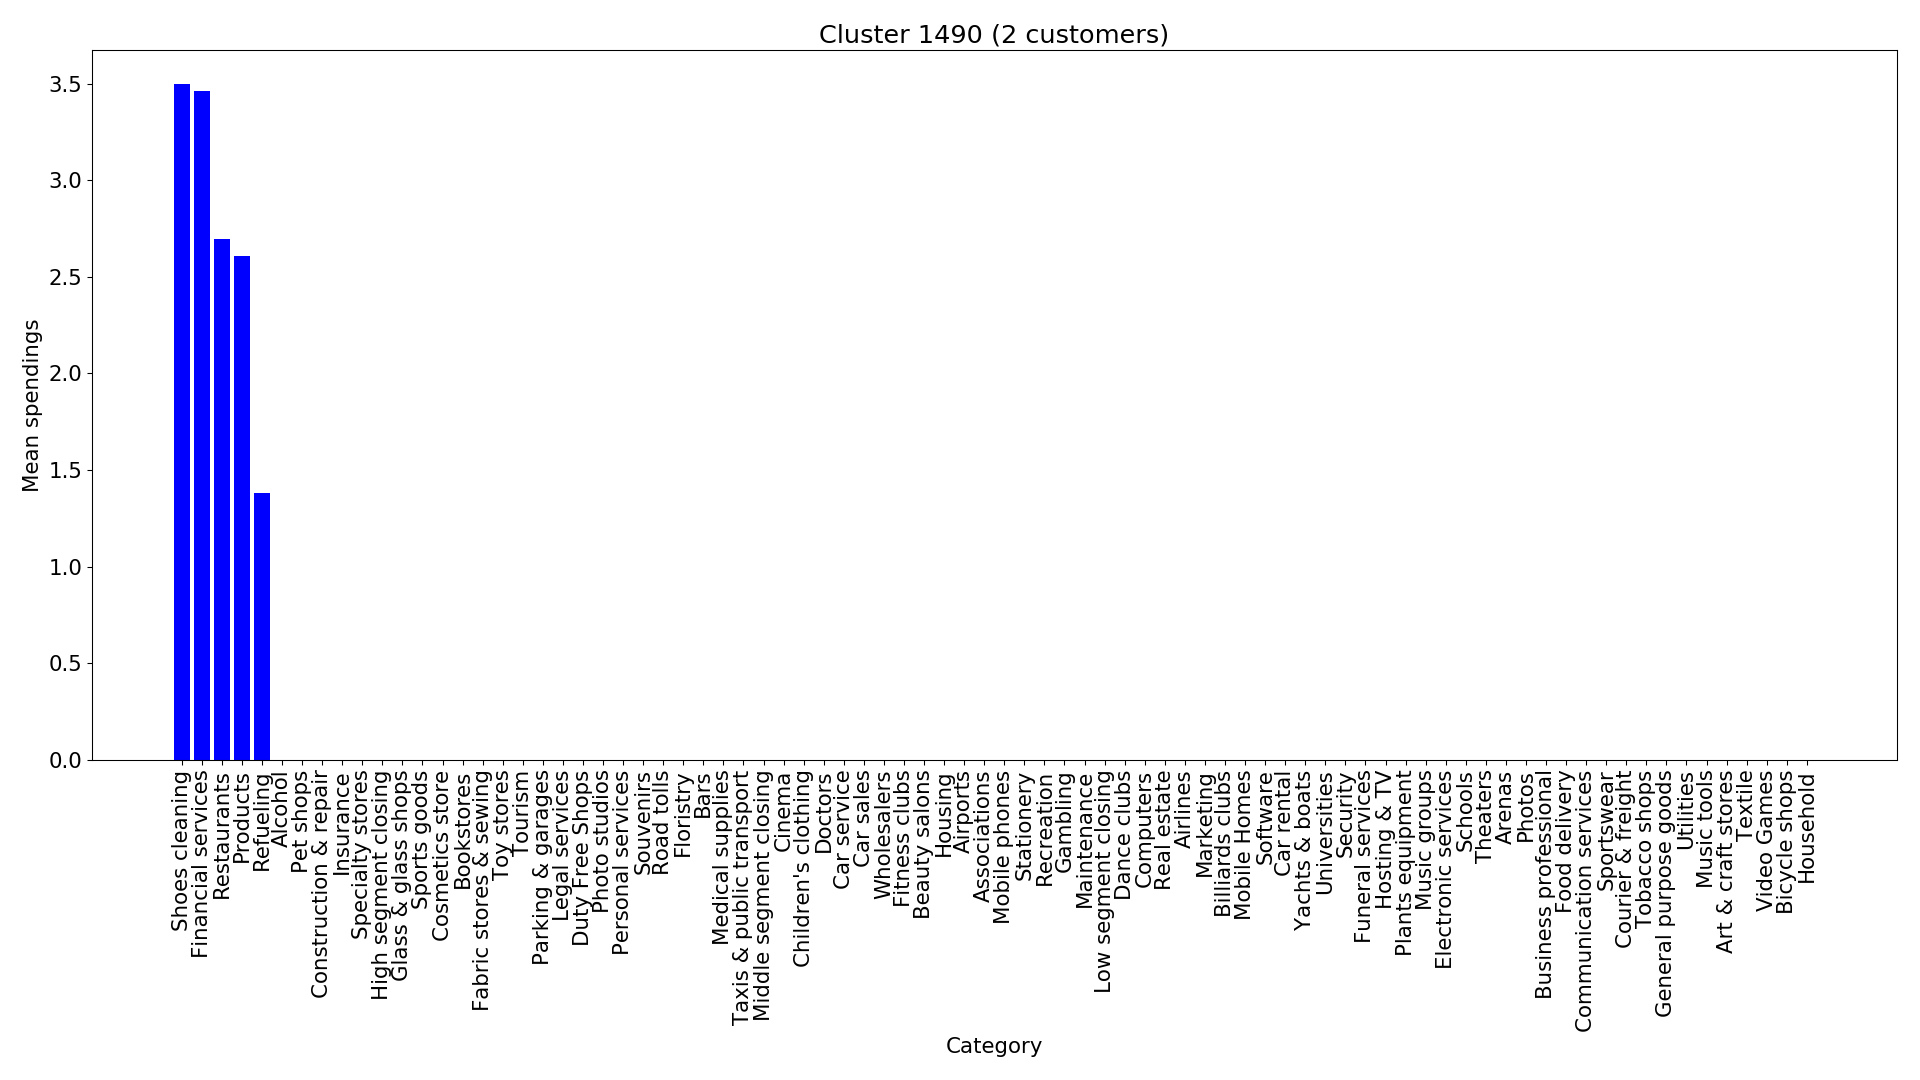 Cluster 1490 (2 customers)
3.5
3.0
2.5
2.0
1.5
1.0
0.5
0.0
Mean spendings
Shoes cleaning
Financial services
Restaurants
Products
Refueling
Alcohol
Pet shops
Construction & repair
Insurance
Specialty stores
High segment closing
Glass & glass shops
Sports goods
Cosmetics store
Bookstores
Fabric stores & sewing
Toy stores
Tourism
Parking & garages
Legal services
Duty Free Shops
Photo studios
Personal services
Souvenirs
Road tolls
Floristry
Bars
Medical supplies
Taxis & public transport
Middle segment closing
Cinema
Children's clothing
Doctors
Car service
Car sales
Wholesalers
Fitness clubs
Beauty salons
Housing
Airports
Associations
Mobile phones
Stationery
Recreation
Gambling
Maintenance
Low segment closing
Dance clubs
Computers
Real estate
Airlines
Marketing
Billiards clubs
Mobile Homes
Software
Car rental
Yachts & boats
Universities
Security
Funeral services
Hosting & TV
Plants equipment
Music groups
Electronic services
Schools
Theaters
Arenas
Photos
Business professional
Food delivery
Communication services
Sportswear
Courier & freight
Tobacco shops
General purpose goods
Utilities
Music tools
Art & craft stores
Textile
Video Games
Bicycle shops
Household
Category